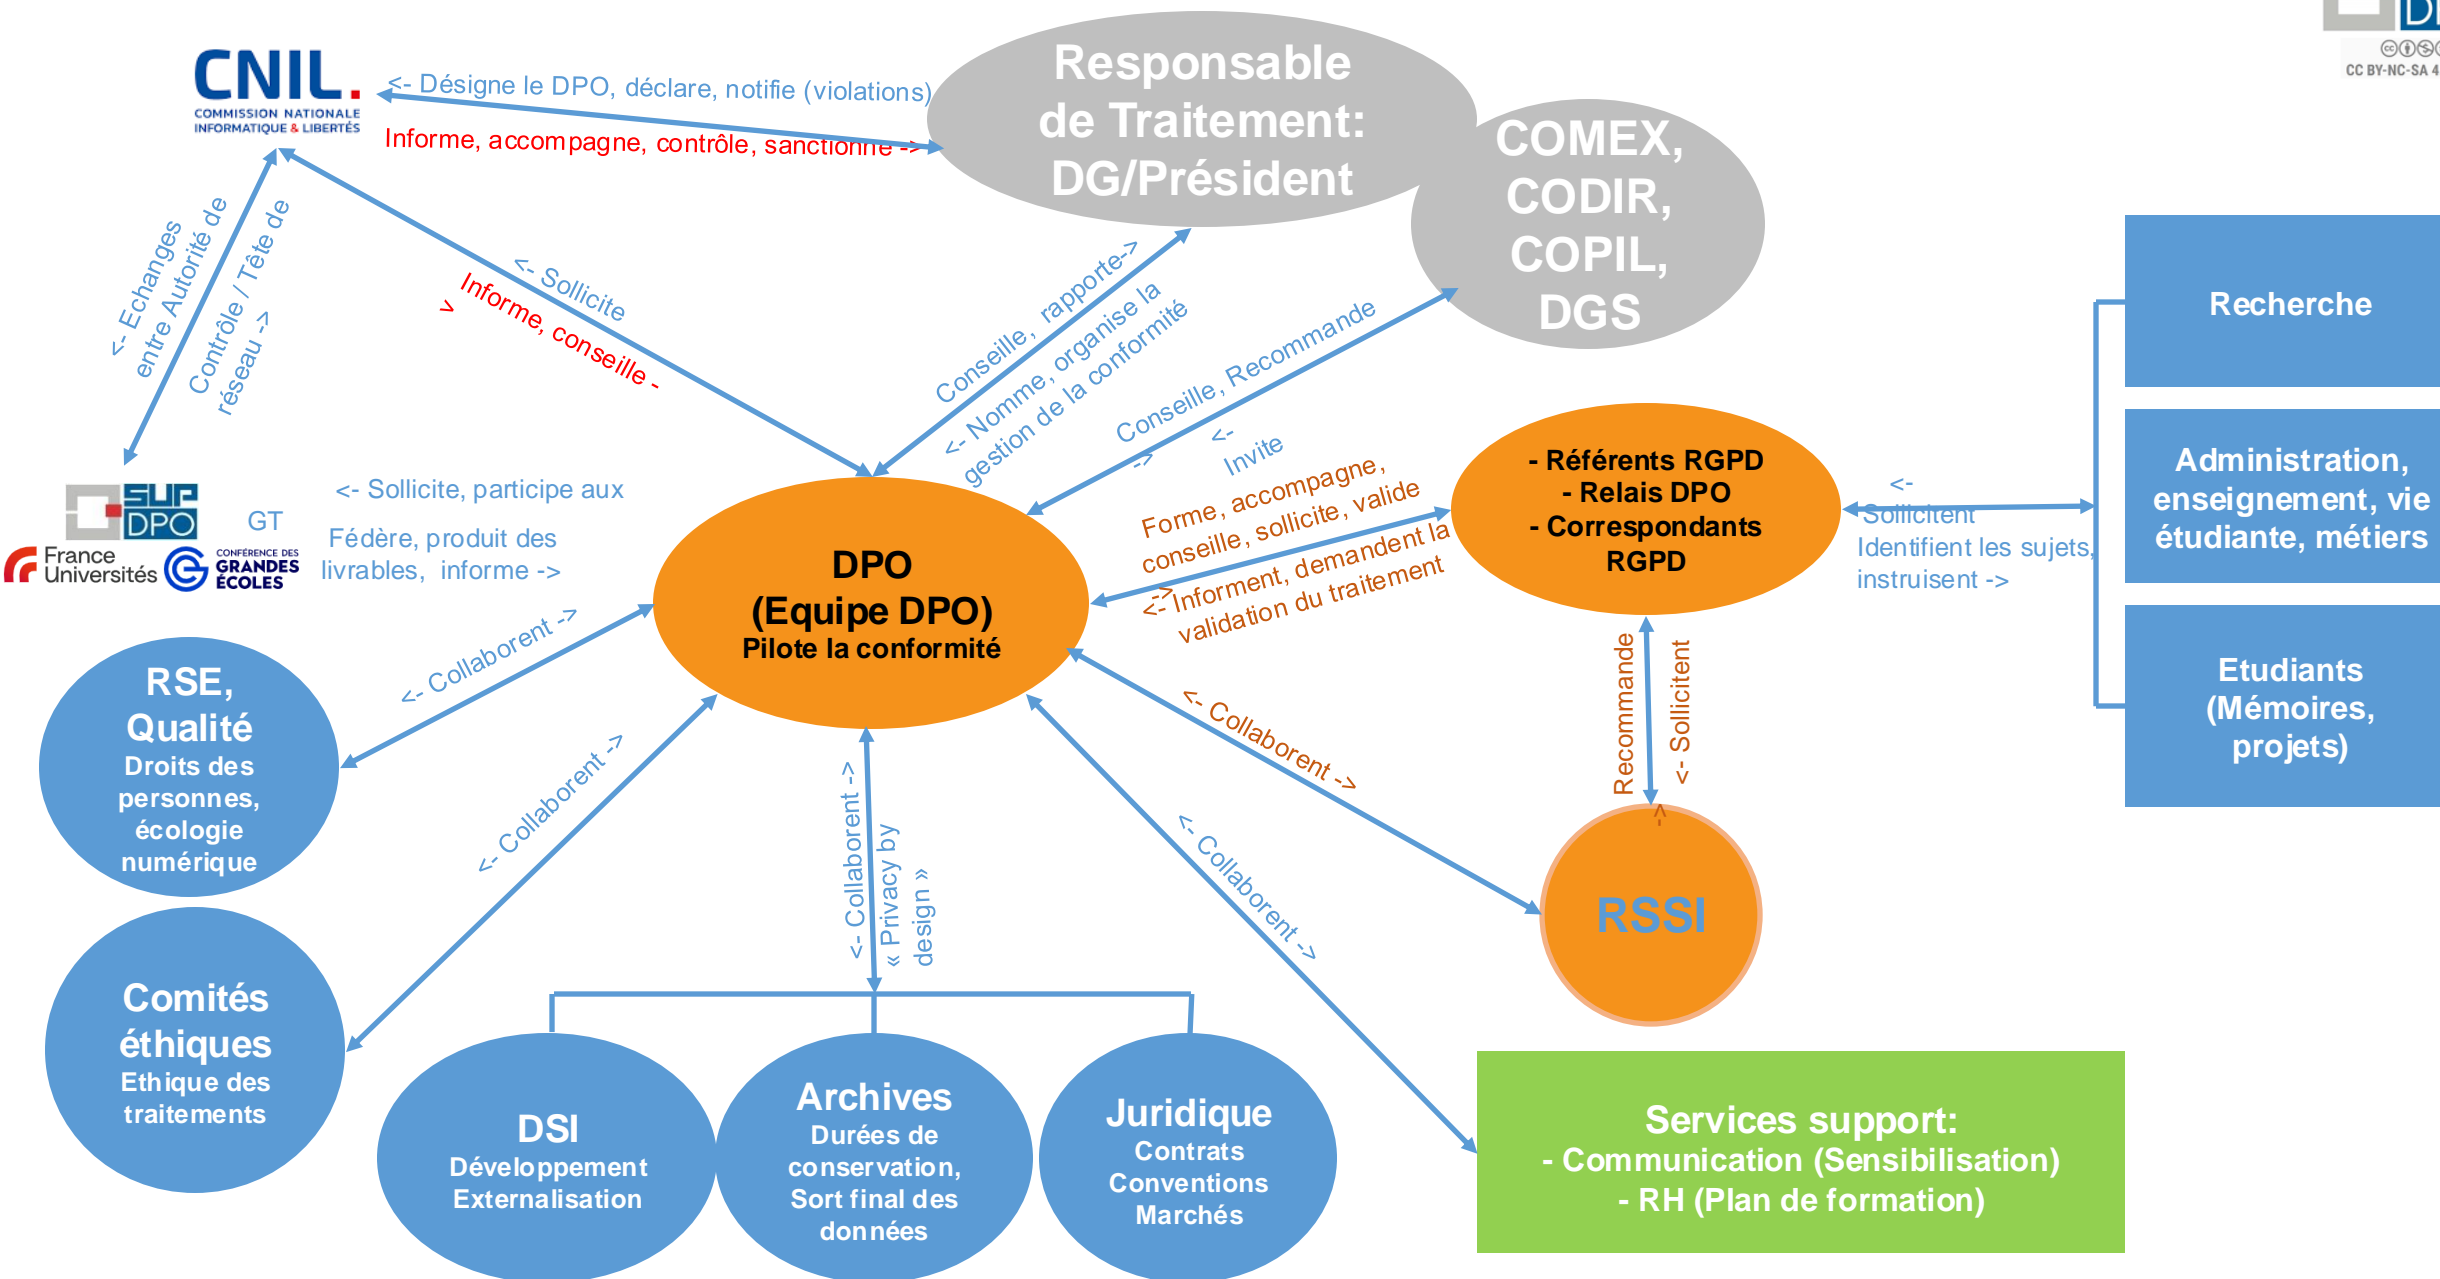 CNIL.
COMMISSION NATIONALE
INFORMATIQUE & LIBERTÉS
<- Désigne le DPO, déclare, notifie (violations)
Informe, accompagne, contrôle, sanctionne ->
Responsable
de Traitement:
DG/Président
COMEX,
CODIR,
COPIL,
DGS
CC BY-NC-SA 4
<- Echanges
entre Autorité de
Contrôle / Tête de
réseau ->
<- Sollicite
Informe, conseille -
>
Conseille, rapporte->
<- Nomme, organise la
gestion de la conformité
Conseille, Recommande
->
<-
Invite
Recherche
Administration,
enseignement, vie
étudiante, métiers
Etudiants
(Mémoires,
projets)
SUP
DPO
France
Universités
CONFÉRENCE DES
GRANDES
ÉCOLES
<- Sollicite, participe aux
GT
Fédère, produit des
livrables, informe ->
DPO
(Equipe DPO)
Pilote la conformité
Forme, accompagne,
conseille, sollicite, valide
->
<- Informent, demandent la
validation du traitement
- Référents RGPD
- Relais DPO
- Correspondants
RGPD
<-
Sollicitent
Identifient les sujets,
instruisent ->
Recommande
->
<- Sollicitent
RSSI
<- Collaborent ->
RSE,
Qualité
Droits des
personnes,
écologie
numérique
<- Collaborent ->
Comités
éthiques
Ethique des
traitements
<- Collaborent ->
« Privacy by
design »
<- Collaborent ->
<- Collaborent ->
DSI
Développement
Externalisation
Archives
Durées de
conservation,
Sort final des
données
Juridique
Contrats
Conventions
Marchés
Services support:
- Communication (Sensibilisation)
- RH (Plan de formation)